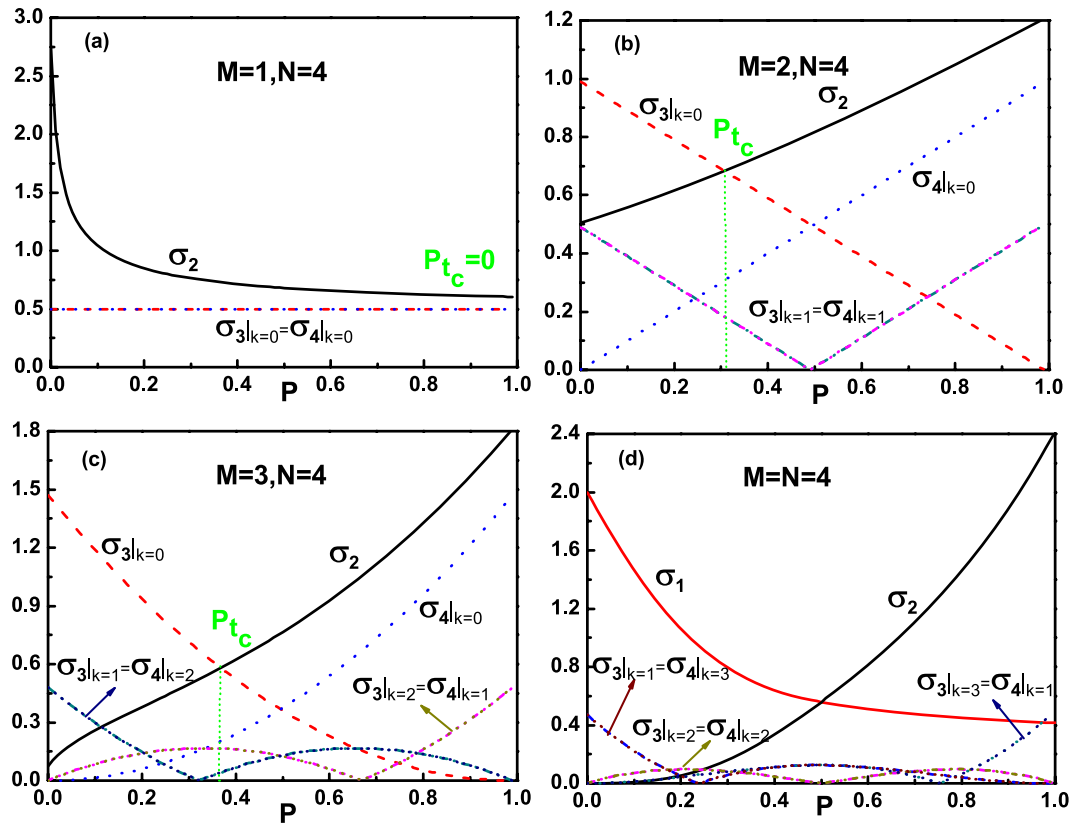 (a)
M=1,N=4
3.0
2.5
2.0
1.5
1.0
0.5
0.0
σ2
Ptc=0
σ3|k=0=σ4|k=0
0.0 0.2 0.4 0.6 0.8 1.0
P
(b)
M=2,N=4
1.2
1.0
0.8
0.6
0.4
0.2
0.0
σ3|k=0
Ptc
σ2
σ4|k=0
σ3|k=1=σ4|k=1
0.0 0.2 0.4 0.6 0.8 1.0
P
(c)
M=3,N=4
1.8
1.5
1.2
0.9
0.6
0.3
0.0
σ3|k=0
σ2
Ptc
σ4|k=0
σ3|k=1=σ4|k=2
σ3|k=2=σ4|k=1
0.0 0.2 0.4 0.6 0.8 1.0
P
(d)
M=N=4
2.4
2.0
1.6
1.2
0.8
0.4
0.0
σ1
σ2
σ3|k=1=σ4|k=3
σ3|k=2=σ4|k=2
σ3|k=3=σ4|k=1
0.0 0.2 0.4 0.6 0.8 1.0
P